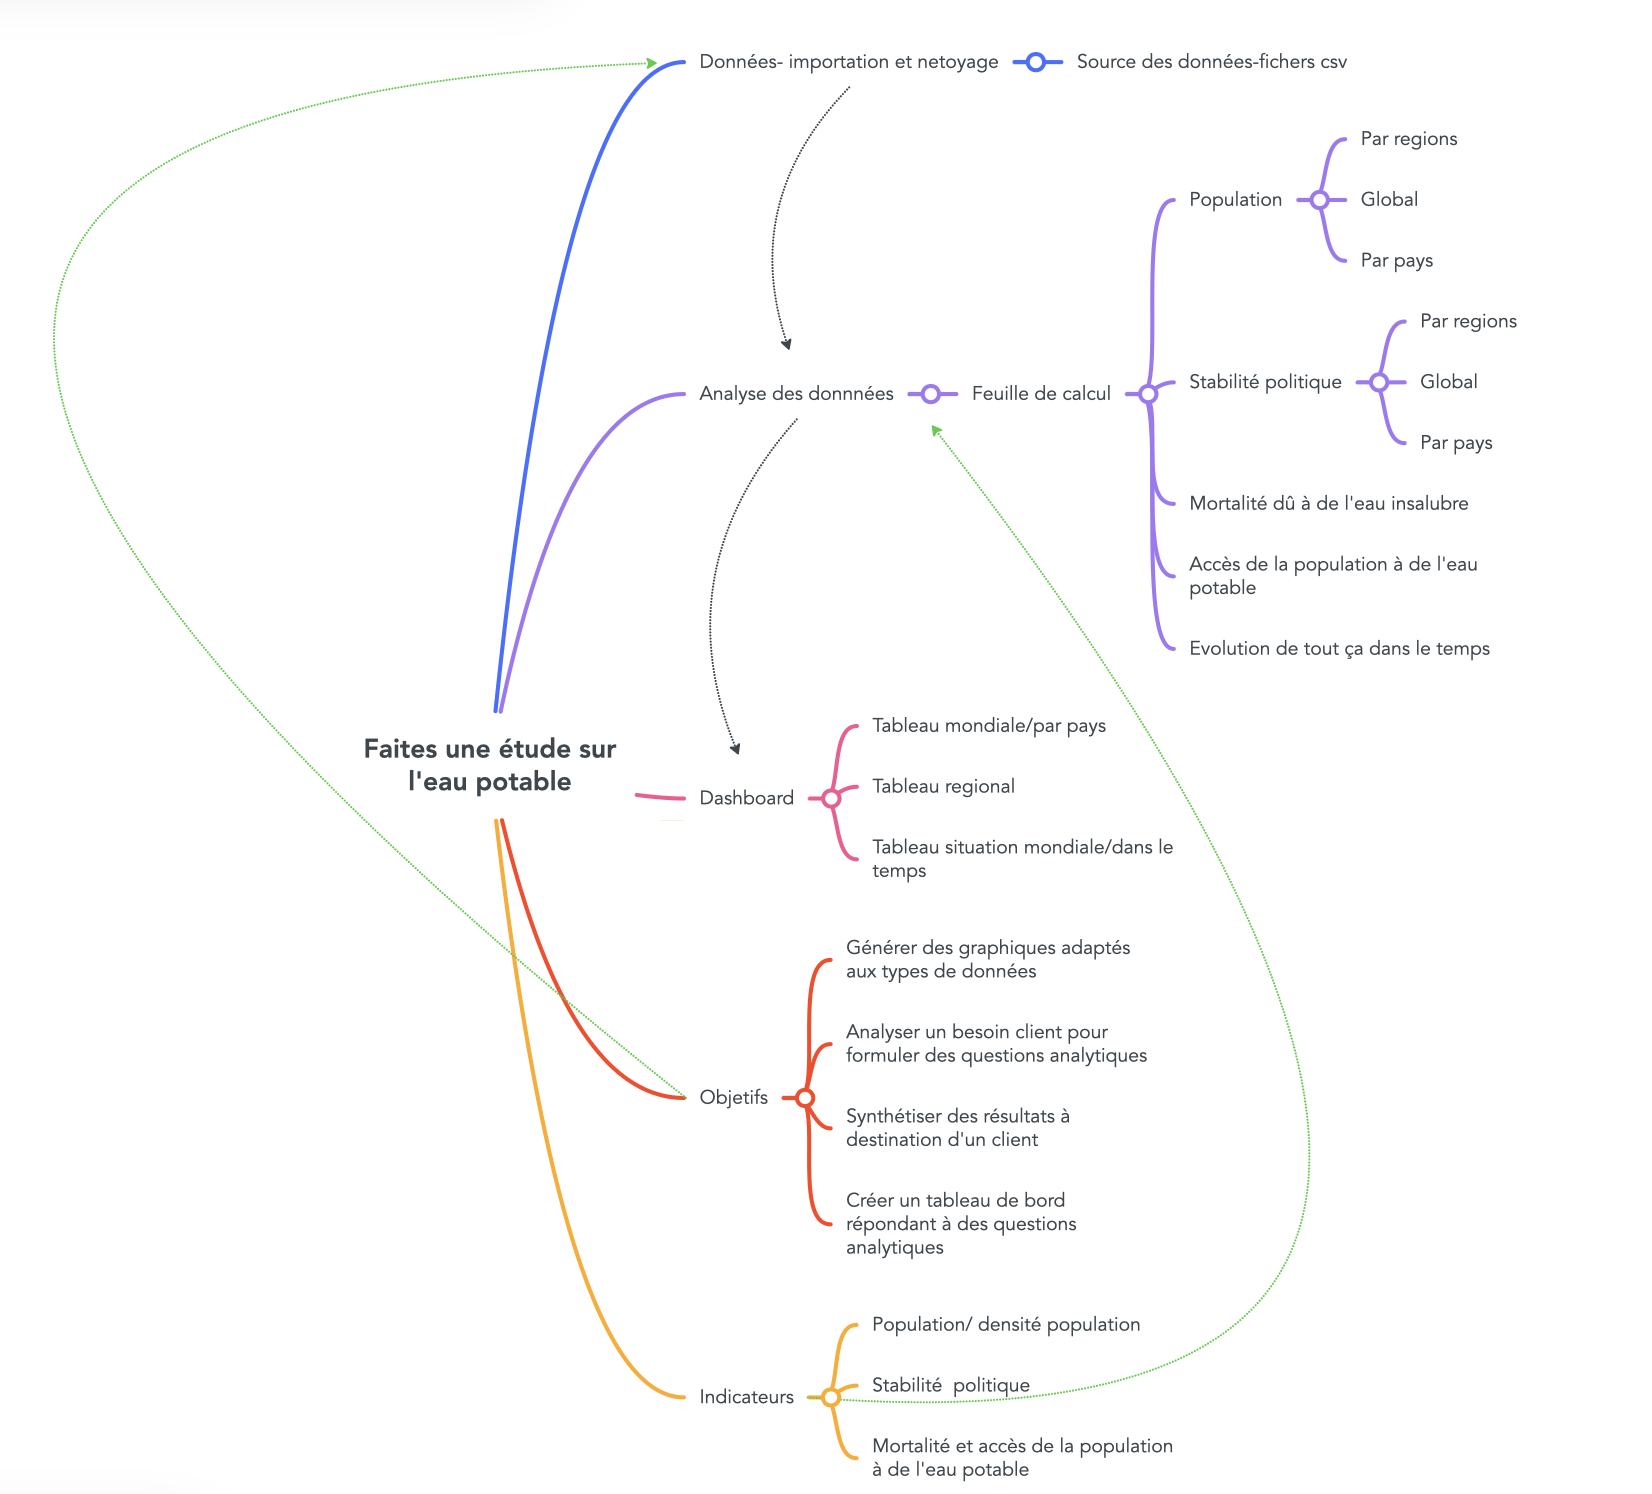 Données- importation et netoyage
Source des données-fichers csv
Par regions
Population
Global
Par pays
Par regions
Analyse des donnnées
Feuille de calcul
Stabilité politique
Global
Par pays
Mortalité dû à de l'eau insalubre
Accès de la population à de l'eau
potable
Evolution de tout ça dans le temps
Faites une étude sur
l'eau potable
Tableau mondiale/par pays
Dashboard
Tableau regional
Tableau situation mondiale/dans le
temps
Générer des graphiques adaptés
aux types de données
Analyser un besoin client pour
formuler des questions analytiques
Objetifs
Synthétiser des résultats à
destination d'un client
Créer un tableau de bord
répondant à des questions
analytiques
Population/ densité population
Indicateurs
Stabilité  politique
Mortalité et accès de la population
à de l'eau potable